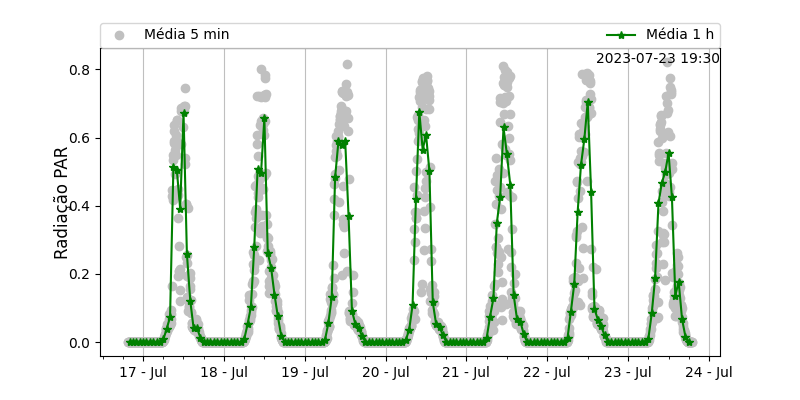 Média 5 min
Média 1 h
2023-07-23 19:30
Radiação PAR
0.8
0.6
0.4
0.2
0.0
17 - Jul
18 - Jul
19 - Jul
20 - Jul
21 - Jul
22 - Jul
23 - Jul
24 - Jul